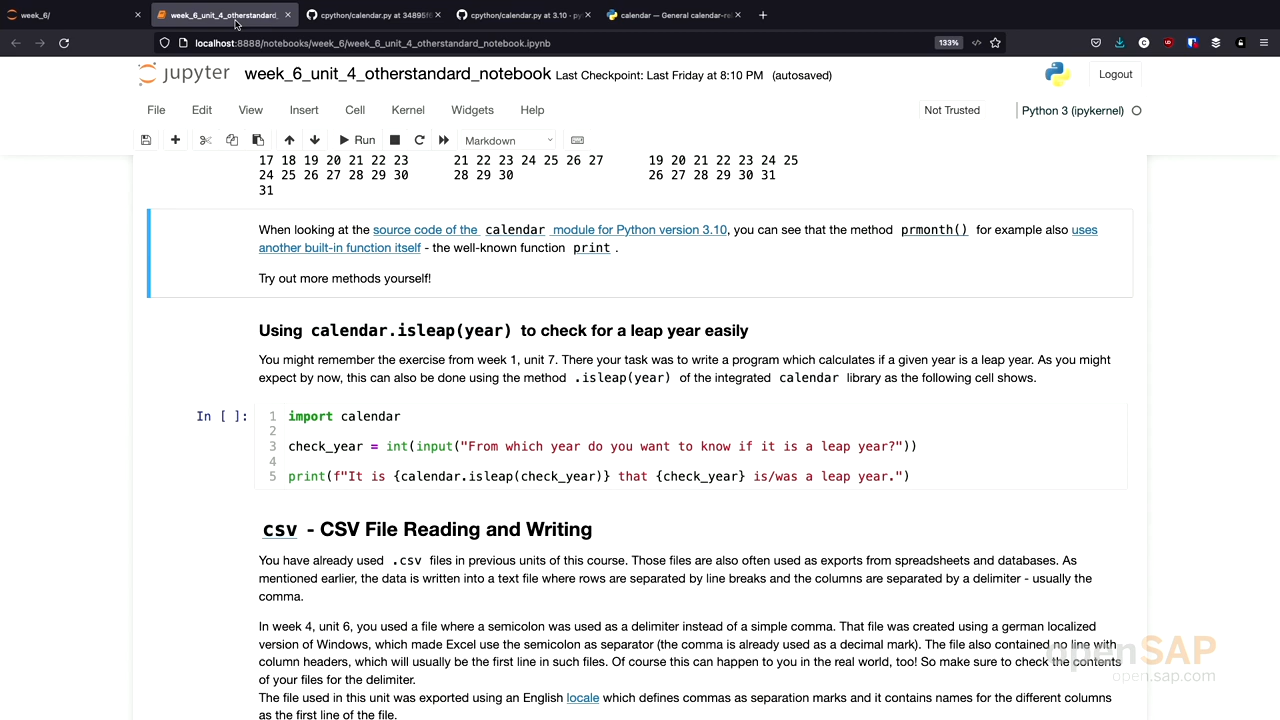 week_6/
week_6_unit_4_otherstandard_
cpython/calendar.py at 34895f6
cpython/calendar.py at 3.10 · py
calendar — General calendar-rel
localhost:8888/notebooks/week_6/week_6_unit_4_otherstandard_notebook.ipynb
133%
jupyter week_6_unit_4_otherstandard_notebook Last Checkpoint: Last Friday at 8:10 PM (autosaved)
Logout
File Edit View Insert Cell Kernel Widgets Help
Not Trusted
Python 3 (ipykernel)
Run
Markdown
17 18 19 20 21 22 23 21 22 23 24 25 26 27 19 20 21 22 23 24 25
24 25 26 27 28 29 30 28 29 30 26 27 28 29 30 31
31
When looking at the source code of the calendar module for Python version 3.10, you can see that the method prmonth() for example also uses
another built-in function itself - the well-known function print .
Try out more methods yourself!
Using calendar.isleap(year) to check for a leap year easily
You might remember the exercise from week 1, unit 7. There your task was to write a program which calculates if a given year is a leap year. As you might
expect by now, this can also be done using the method .isleap(year) of the integrated calendar library as the following cell shows.
In [ ]:
1 import calendar
2
3 check_year = int(input("From which year do you want to know if it is a leap year?"))
4
5 print(f"It is {calendar.isleap(check_year)} that {check_year} is/was a leap year.")
csv - CSV File Reading and Writing
You have already used .csv files in previous units of this course. Those files are also often used as exports from spreadsheets and databases. As
mentioned earlier, the data is written into a text file where rows are separated by line breaks and the columns are separated by a delimiter - usually the
comma.
In week 4, unit 6, you used a file where a semicolon was used as a delimiter instead of a simple comma. That file was created using a german localized
version of Windows, which made Excel use the semicolon as separator (the comma is already used as a decimal mark). The file also contained no line with
column headers, which will usually be the first line in such files. Of course this can happen to you in the real world, too! So make sure to check the contents
of your files for the delimiter.
The file used in this unit was exported using an English locale which defines commas as separation marks and it contains names for the different columns
as the first line of the file.
openSAP
open.sap.com